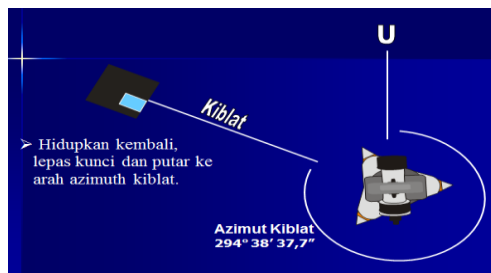 U
Kiblat
➢ Hidupkan kembali,
lepas kunci dan putar ke
arah azimuth kiblat.
Azimut Kiblat
294° 38' 37,7"